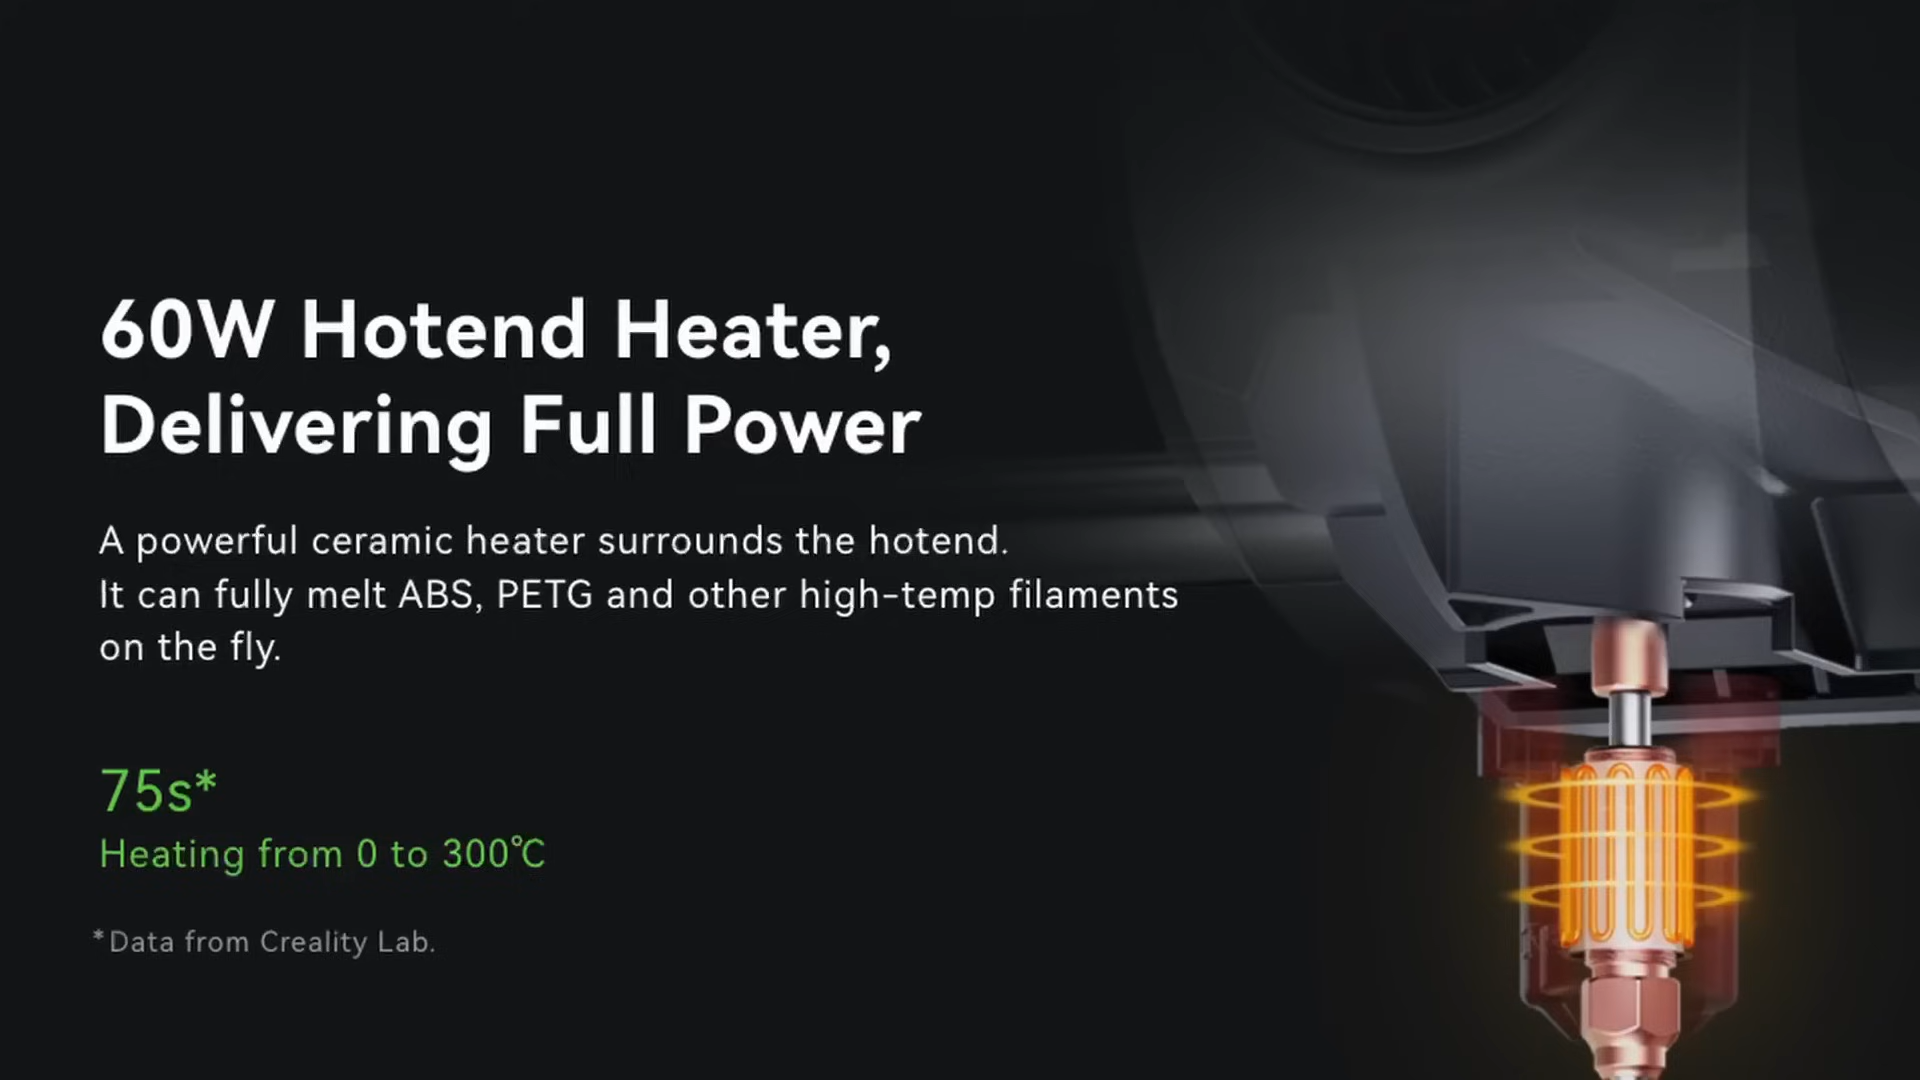 60W Hotend Heater,
Delivering Full Power
A powerful ceramic heater surrounds the hotend.
It can fully melt ABS, PETG and other high-temp filaments
on the fly.
75s*
Heating from 0 to 300℃
*Data from Creality Lab.